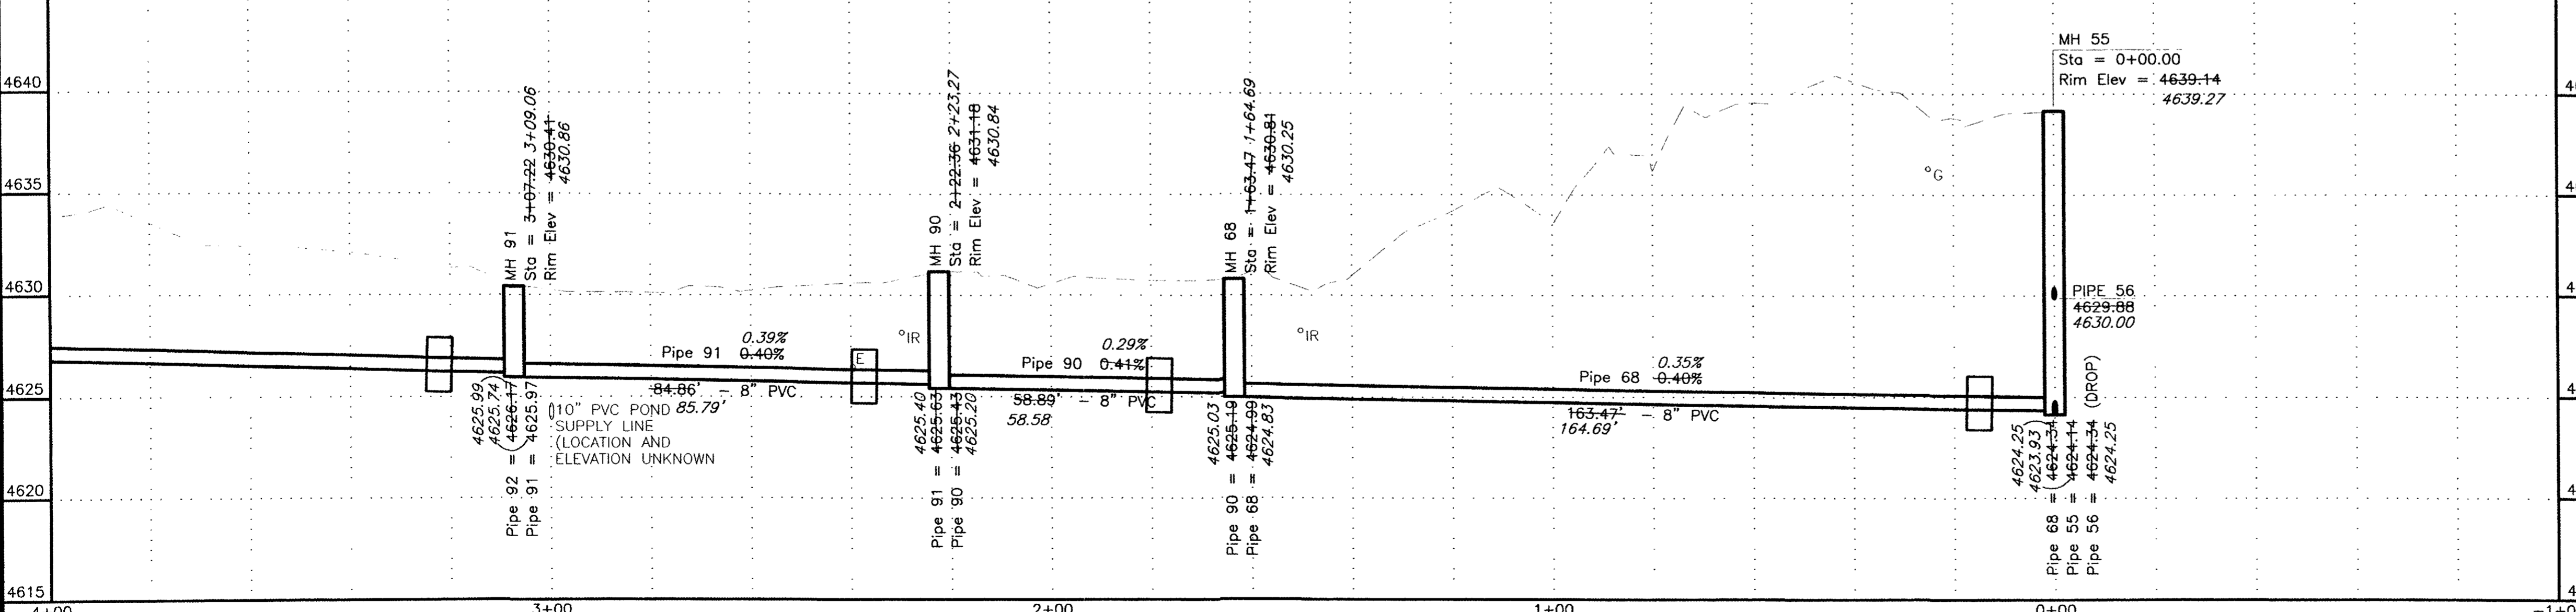 4640
4635
4630
4625
4620
4615
4+00
3+00
2+00
1+00
0+00
MH 91
Sta = 3+07.22 3+09.06
Rim Elev = 4630.41
4630.86
MH 90
Sta = 2+22.36 2+23.27
Rim Elev = 4631.18
4630.84
MH 68
Sta = 1+63.47 1+64.69
Rim Elev = 4630.81
4630.25
MH 55
Sta = 0+00.00
Rim Elev = 4639.14
4639.27
°G
°IR
°IR
E
PIPE 56
4629.88
4630.00
0.39%
Pipe 91 0.40%
84.86' - 8" PVC
85.79'
0.29%
Pipe 90 0.41%
58.89' - 8" PVC
58.58
0.35%
Pipe 68 0.40%
163.47' - 8" PVC
164.69'
10" PVC POND
SUPPLY LINE
(LOCATION AND
ELEVATION UNKNOWN
4625.99
4625.74
Pipe 92 = 4626.17
Pipe 91 = 4625.97
4625.40
Pipe 91 = 4625.63
Pipe 90 = 4625.43
4625.20
4625.03
Pipe 90 = 4625.19
Pipe 68 = 4624.99
4624.83
4624.25
4623.93
Pipe 68 = 4624.34
Pipe 55 = 4624.14
Pipe 56 = 4624.34 (DROP)
4624.25